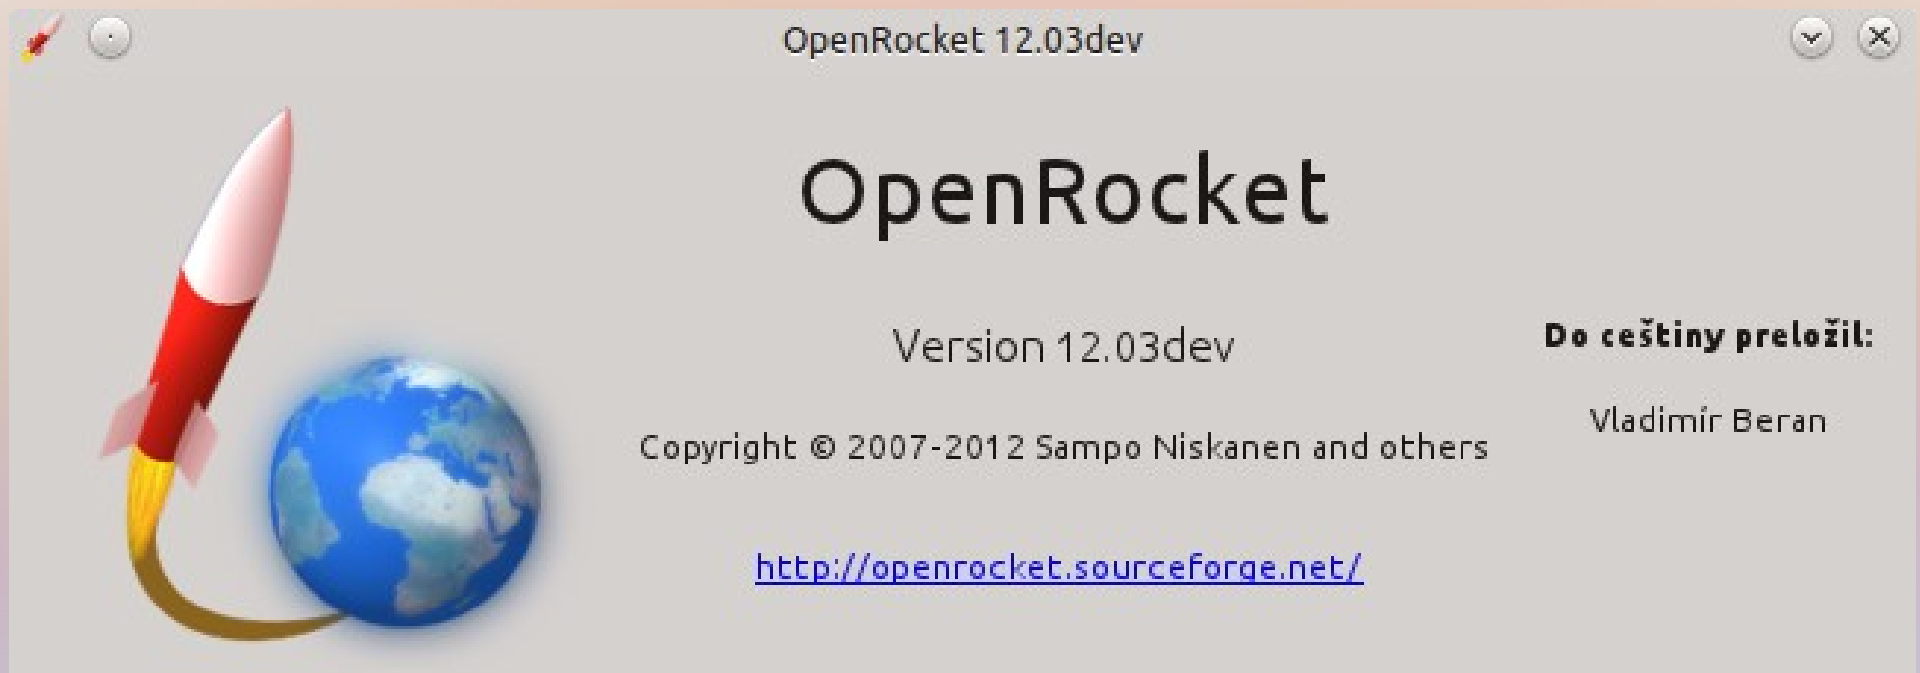 OpenRocket 12.03dev
OpenRocket
Version 12.03dev
Copyright © 2007-2012 Sampo Niskanen and others
http://openrocket.sourceforge.net/
Do ceštiny preložil:
Vladimír Beran